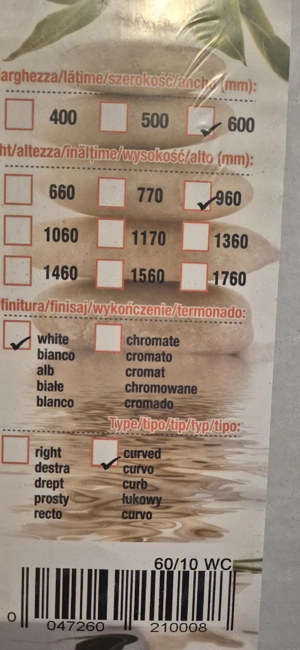 larghezza/lățime/szerokość/ancho (mm):
400 500 600
ht/altezza/înălțime/wysokość/alto (mm):
660 770 960
1060 1170 1360
1460 1560 1760
finitura/finisaj/wykończenie/termonado:
white chromate
bianco cromato
alb cromat
białe chromowane
blanco cromado
Type/tipo/tip/typ/tipo:
right curved
destra curvo
drept curb
prosty łukowy
recto curvo
60/10 WC
0 047260 210008